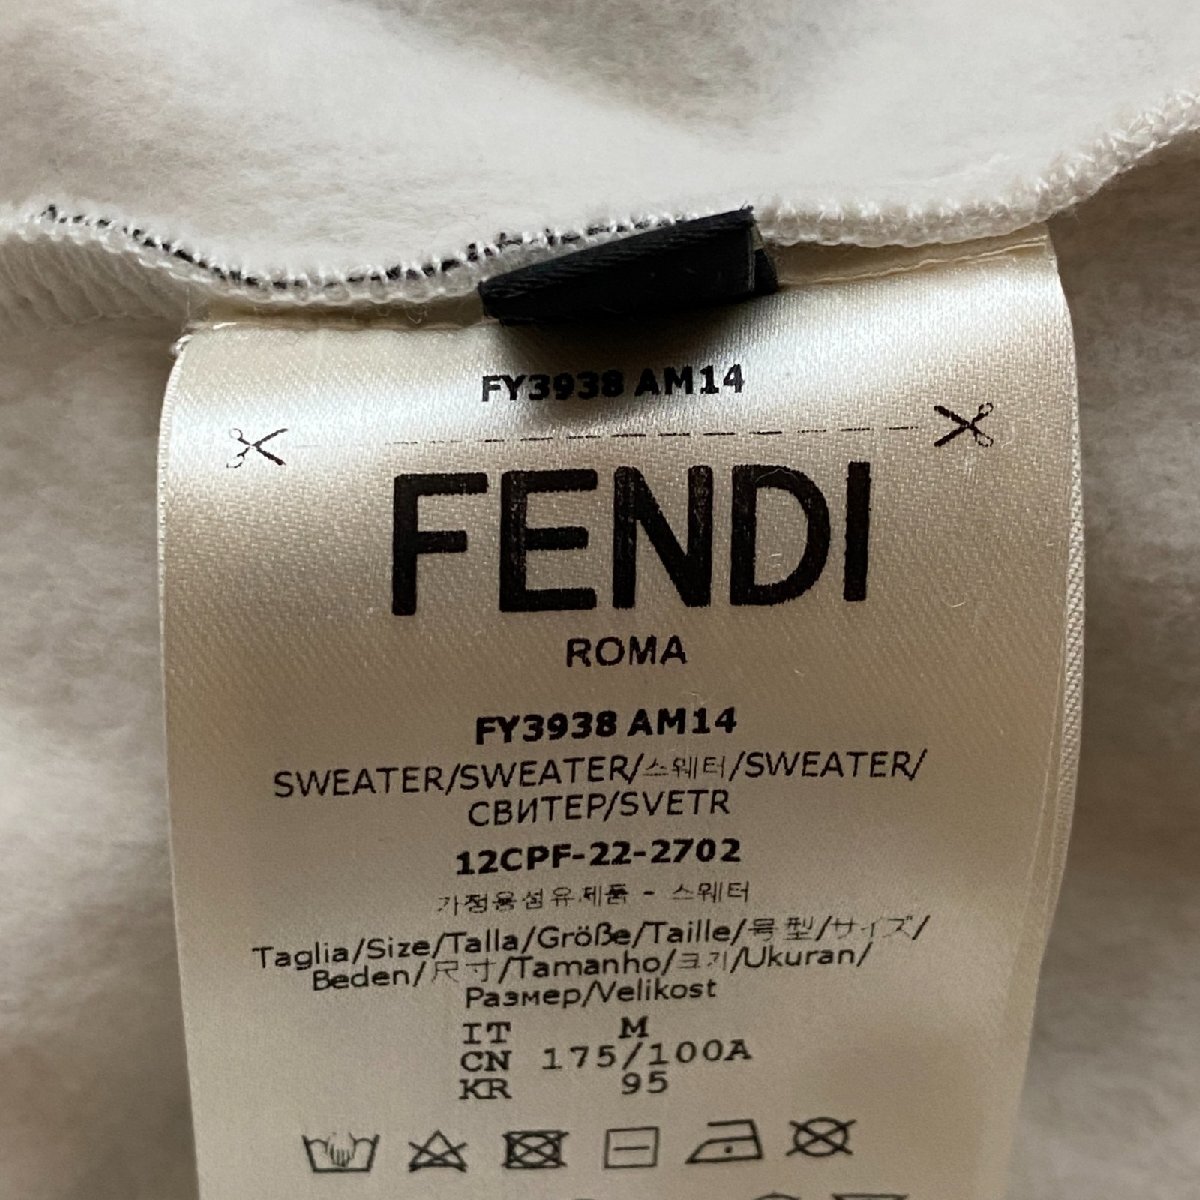 FY3938 AM14
FENDI
ROMA
FY3938 AM14
SWEATER/SWEATER/스웨터/SWEATER/
СВИТЕР/SVETR
12CPF-22-2702
가정용섬유제품 - 스웨터
Taglia/Size/Talla/Größe/Taille/号型/サイズ/
Beden/尺寸/Tamanho/크기/Ukuran/
Размер/Velikost
IT M
CN 175/100A
KR 95